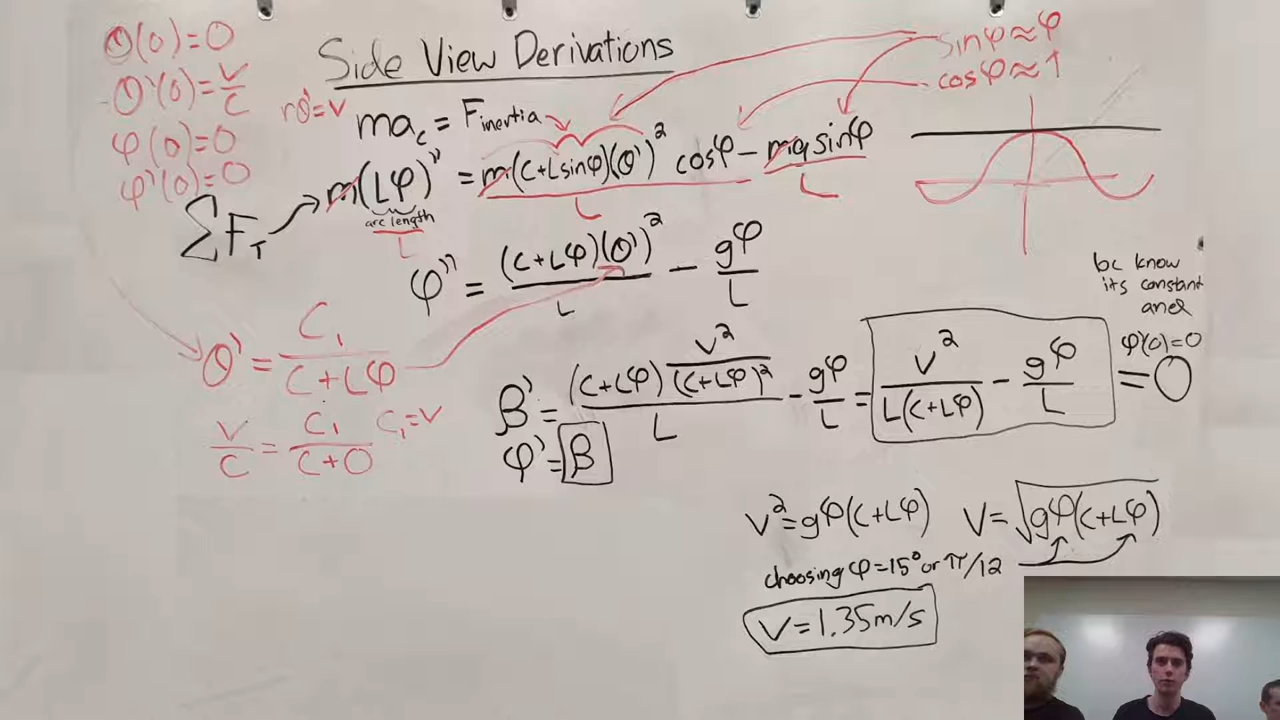 Side View Derivations
θ(0)=0
θ'(0)=V/C
rθ'=V
φ(0)=0
φ'(0)=0
sinφ≈φ
cosφ≈1
ma_c = F_inertia
ΣF_T
m(Lφ)'' = m(C+Lsinφ)(θ')² cosφ - mg sinφ
arc length
L L L
φ'' = (C+Lφ)(θ')²/L - gφ/L
θ' = C₁/(C+Lφ)
V/C = C₁/(C+0) C₁=V
β' = (C+Lφ) V²/(C+Lφ)² / L - gφ/L = V²/(L(C+Lφ)) - gφ/L = 0
bc know
its constant
and
φ'(0)=0
φ' = β
V²=gφ(C+Lφ) V=√gφ(C+Lφ)
choosing φ=15° or π/12
V=1.35m/s